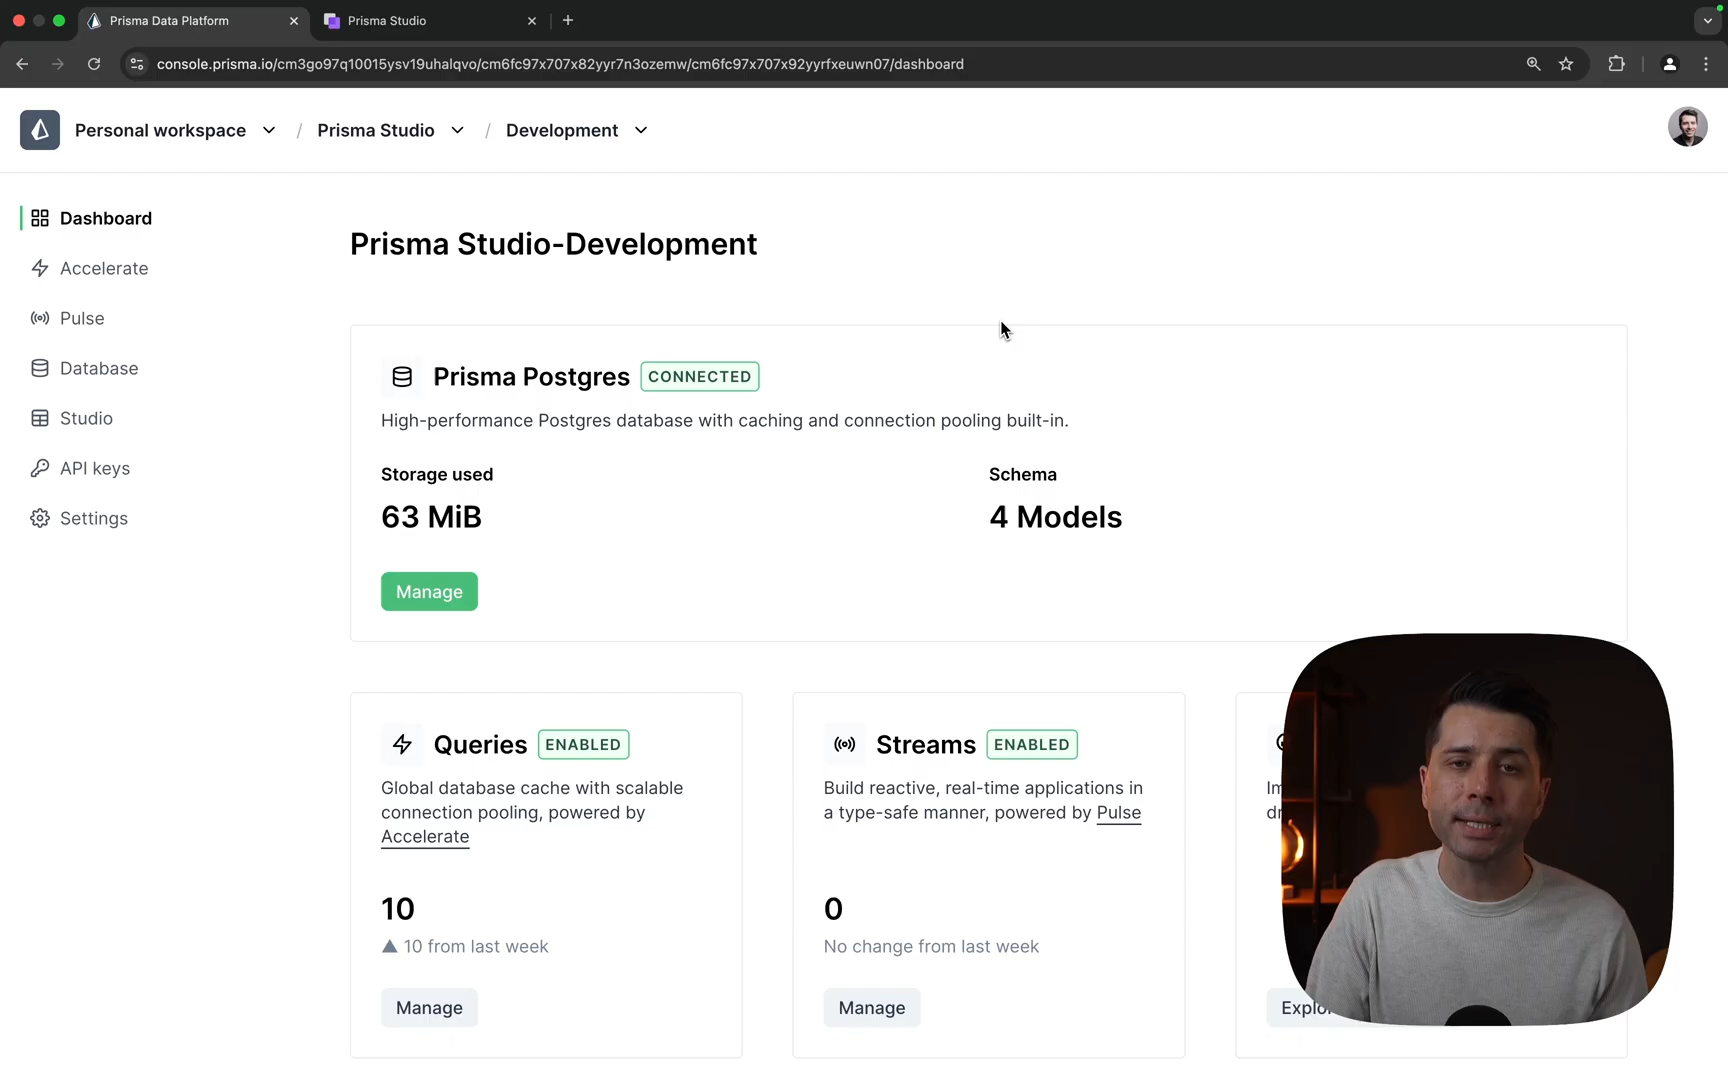 Prisma Data Platform
Prisma Studio
console.prisma.io/cm3go97q10015ysv19uhalqvo/cm6fc97x707x82yyr7n3ozemw/cm6fc97x707x92yyrfxeuwn07/dashboard
Personal workspace / Prisma Studio / Development
Dashboard
Accelerate
Pulse
Database
Studio
API keys
Settings
Prisma Studio-Development
Prisma Postgres CONNECTED
High-performance Postgres database with caching and connection pooling built-in.
Storage used
63 MiB
Schema
4 Models
Manage
Queries ENABLED
Global database cache with scalable
connection pooling, powered by
Accelerate
10
▲ 10 from last week
Manage
Streams ENABLED
Build reactive, real-time applications in
a type-safe manner, powered by Pulse
0
No change from last week
Manage